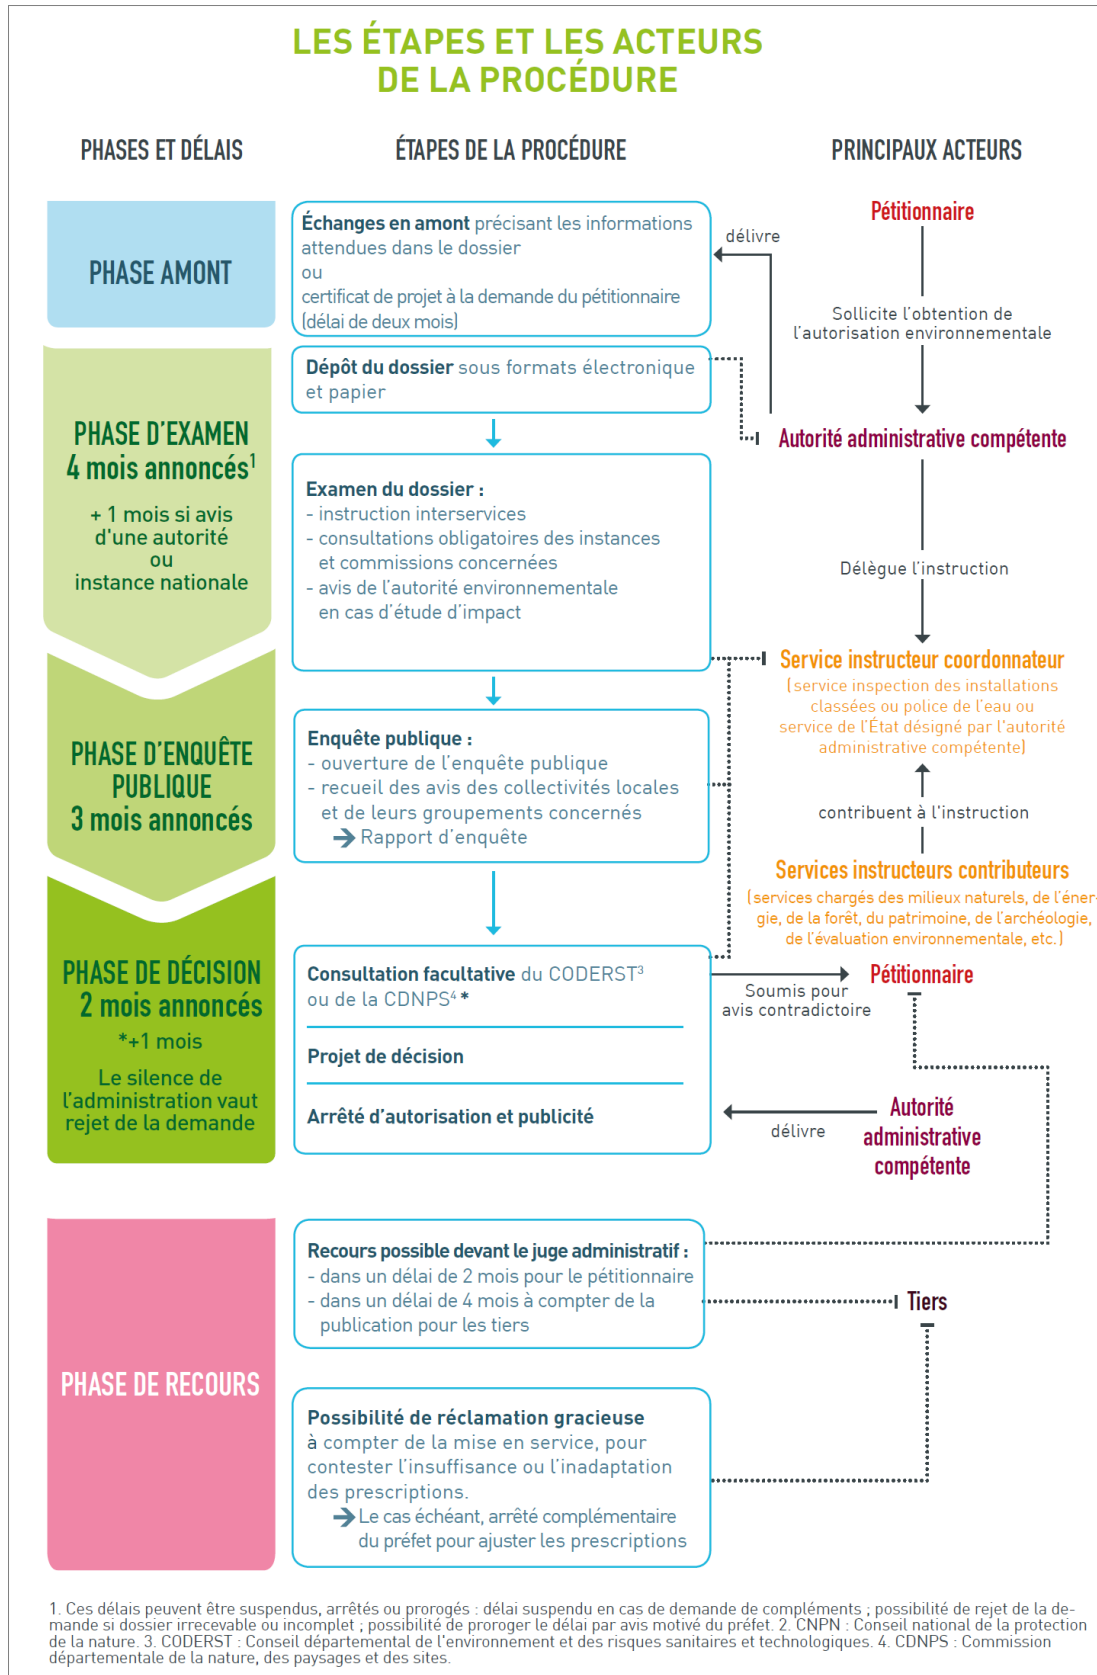 LES ÉTAPES ET LES ACTEURS
DE LA PROCÉDURE
PHASES ET DÉLAIS
ÉTAPES DE LA PROCÉDURE
PRINCIPAUX ACTEURS
PHASE AMONT
Échanges en amont précisant les informations
attendues dans le dossier
ou
certificat de projet à la demande du pétitionnaire
(délai de deux mois)
délivre
Pétitionnaire
Sollicite l'obtention de
l'autorisation environnementale
PHASE D'EXAMEN
4 mois annoncés1
+ 1 mois si avis
d'une autorité
ou
instance nationale
Dépôt du dossier sous formats électronique
et papier
Autorité administrative compétente
Examen du dossier :
- instruction interservices
- consultations obligatoires des instances
et commissions concernées
- avis de l'autorité environnementale
en cas d'étude d'impact
Délègue l'instruction
Service instructeur coordonnateur
(service inspection des installations
classées ou police de l'eau ou
service de l'État désigné par l'autorité
administrative compétente)
PHASE D'ENQUÊTE
PUBLIQUE
3 mois annoncés
Enquête publique :
- ouverture de l'enquête publique
- recueil des avis des collectivités locales
et de leurs groupements concernés
➔ Rapport d'enquête
contribuent à l'instruction
Services instructeurs contributeurs
(services chargés des milieux naturels, de l'éner-
gie, de la forêt, du patrimoine, de l'archéologie,
de l'évaluation environnementale, etc.)
PHASE DE DÉCISION
2 mois annoncés
*+1 mois
Le silence de
l'administration vaut
rejet de la demande
Consultation facultative du CODERST3
ou de la CDNPS4 *
Projet de décision
Arrêté d'autorisation et publicité
Soumis pour
avis contradictoire
Pétitionnaire
délivre
Autorité
administrative
compétente
PHASE DE RECOURS
Recours possible devant le juge administratif :
- dans un délai de 2 mois pour le pétitionnaire
- dans un délai de 4 mois à compter de la
publication pour les tiers
Tiers
Possibilité de réclamation gracieuse
à compter de la mise en service, pour
contester l'insuffisance ou l'inadaptation
des prescriptions.
➔ Le cas échéant, arrêté complémentaire
du préfet pour ajuster les prescriptions
1. Ces délais peuvent être suspendus, arrêtés ou prorogés : délai suspendu en cas de demande de compléments ; possibilité de rejet de la de-
mande si dossier irrecevable ou incomplet ; possibilité de proroger le délai par avis motivé du préfet. 2. CNPN : Conseil national de la protection
de la nature. 3. CODERST : Conseil départemental de l'environnement et des risques sanitaires et technologiques. 4. CDNPS : Commission
départementale de la nature, des paysages et des sites.